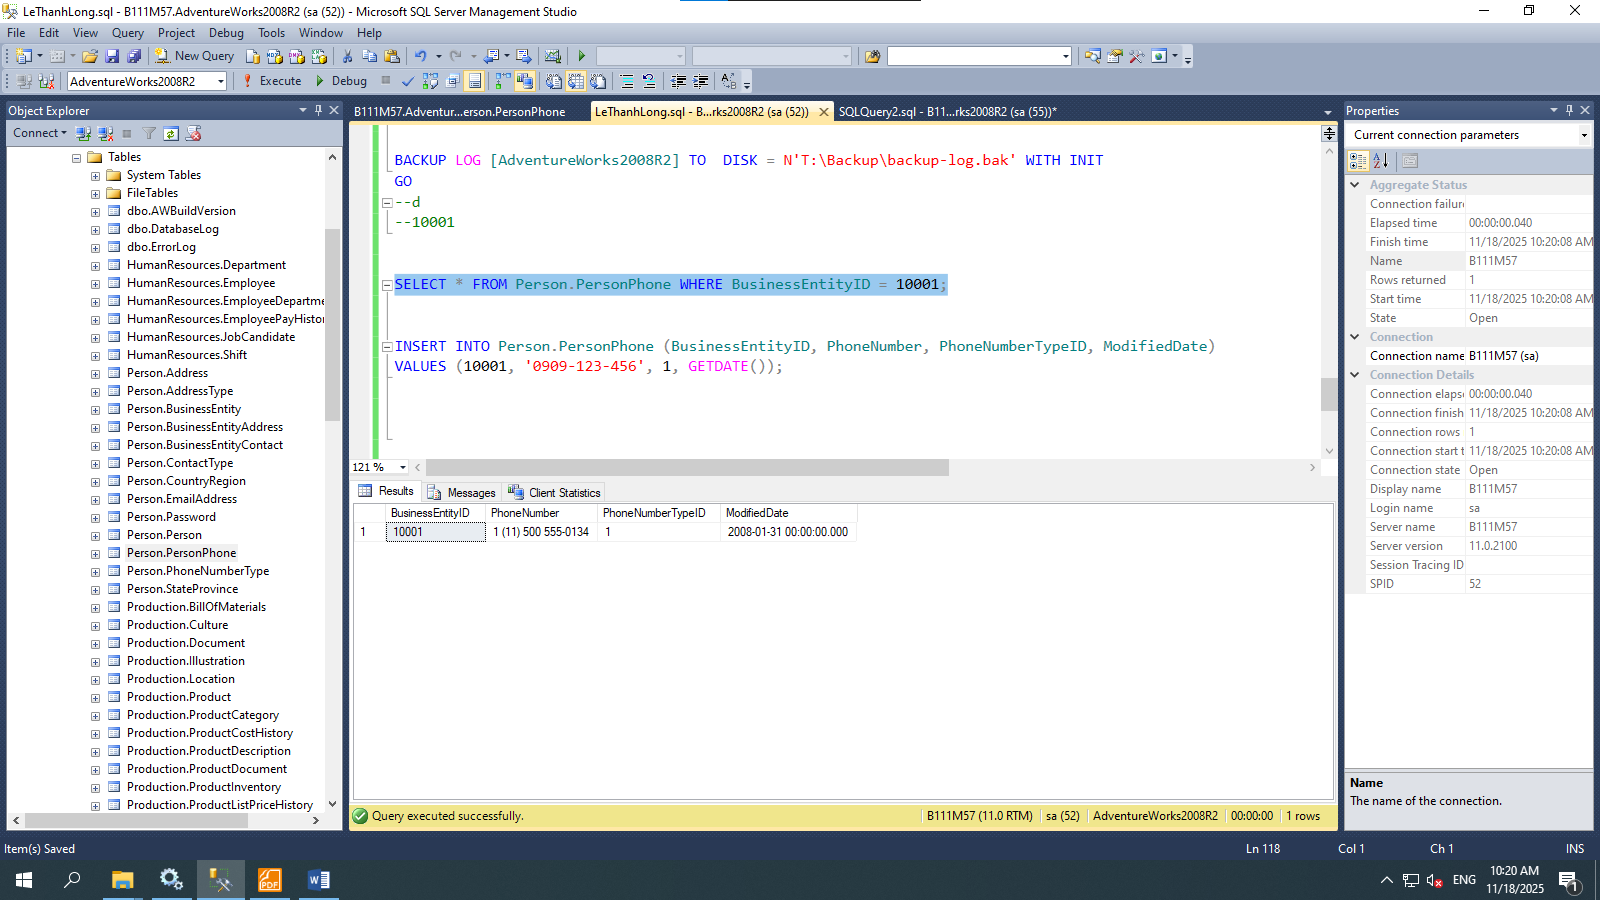 LeThanhLong.sql - B111M57.AdventureWorks2008R2 (sa (52)) - Microsoft SQL Server Management Studio
File Edit View Query Project Debug Tools Window Help
New Query
AdventureWorks2008R2 Execute Debug
Object Explorer
Connect
Tables
System Tables
FileTables
dbo.AWBuildVersion
dbo.DatabaseLog
dbo.ErrorLog
HumanResources.Department
HumanResources.Employee
HumanResources.EmployeeDepartme
HumanResources.EmployeePayHistor
HumanResources.JobCandidate
HumanResources.Shift
Person.Address
Person.AddressType
Person.BusinessEntity
Person.BusinessEntityAddress
Person.BusinessEntityContact
Person.ContactType
Person.CountryRegion
Person.EmailAddress
Person.Password
Person.Person
Person.PersonPhone
Person.PhoneNumberType
Person.StateProvince
Production.BillOfMaterials
Production.Culture
Production.Document
Production.Illustration
Production.Location
Production.Product
Production.ProductCategory
Production.ProductCostHistory
Production.ProductDescription
Production.ProductDocument
Production.ProductInventory
Production.ProductListPriceHistory
B111M57.Adventur...erson.PersonPhone LeThanhLong.sql - B...rks2008R2 (sa (52)) SQLQuery2.sql - B11...rks2008R2 (sa (55))*
BACKUP LOG [AdventureWorks2008R2] TO DISK = N'T:\Backup\backup-log.bak' WITH INIT
GO
--d
--10001
SELECT * FROM Person.PersonPhone WHERE BusinessEntityID = 10001;
INSERT INTO Person.PersonPhone (BusinessEntityID, PhoneNumber, PhoneNumberTypeID, ModifiedDate)
VALUES (10001, '0909-123-456', 1, GETDATE());
121 %
Results Messages Client Statistics
BusinessEntityID PhoneNumber PhoneNumberTypeID ModifiedDate
1 10001 1 (11) 500 555-0134 1 2008-01-31 00:00:00.000
Query executed successfully. B111M57 (11.0 RTM) sa (52) AdventureWorks2008R2 00:00:00 1 rows
Properties
Current connection parameters
Aggregate Status
Connection failure
Elapsed time 00:00:00.040
Finish time 11/18/2025 10:20:08 AM
Name B111M57
Rows returned 1
Start time 11/18/2025 10:20:08 AM
State Open
Connection
Connection name B111M57 (sa)
Connection Details
Connection elaps 00:00:00.040
Connection finish 11/18/2025 10:20:08 AM
Connection rows 1
Connection start t 11/18/2025 10:20:08 AM
Connection state Open
Display name B111M57
Login name sa
Server name B111M57
Server version 11.0.2100
Session Tracing ID
SPID 52
Name
The name of the connection.
Item(s) Saved Ln 118 Col 1 Ch 1 INS
PDF ENG 10:20 AM
11/18/2025 1